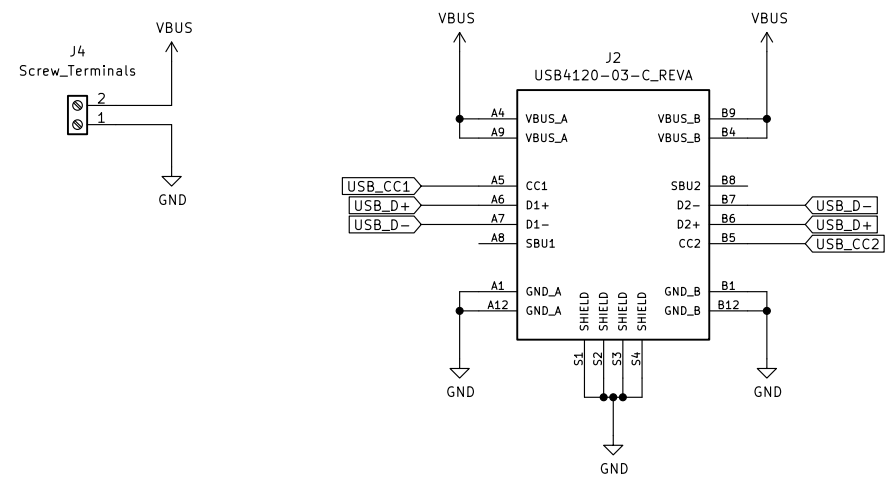 VBUS
J4
Screw_Terminals
2
1
GND
VBUS
VBUS
J2
USB4120-03-C_REVA
A4
VBUS_A
VBUS_B
B9
A9
VBUS_A
VBUS_B
B4
USB_CC1
A5
CC1
SBU2
B8
USB_D+
A6
D1+
D2-
B7
USB_D-
USB_D-
A7
D1-
D2+
B6
USB_D+
A8
SBU1
CC2
B5
USB_CC2
A1
GND_A
GND_B
B1
A12
GND_A
GND_B
B12
SHIELD
SHIELD
SHIELD
SHIELD
S1
S2
S3
S4
GND
GND
GND